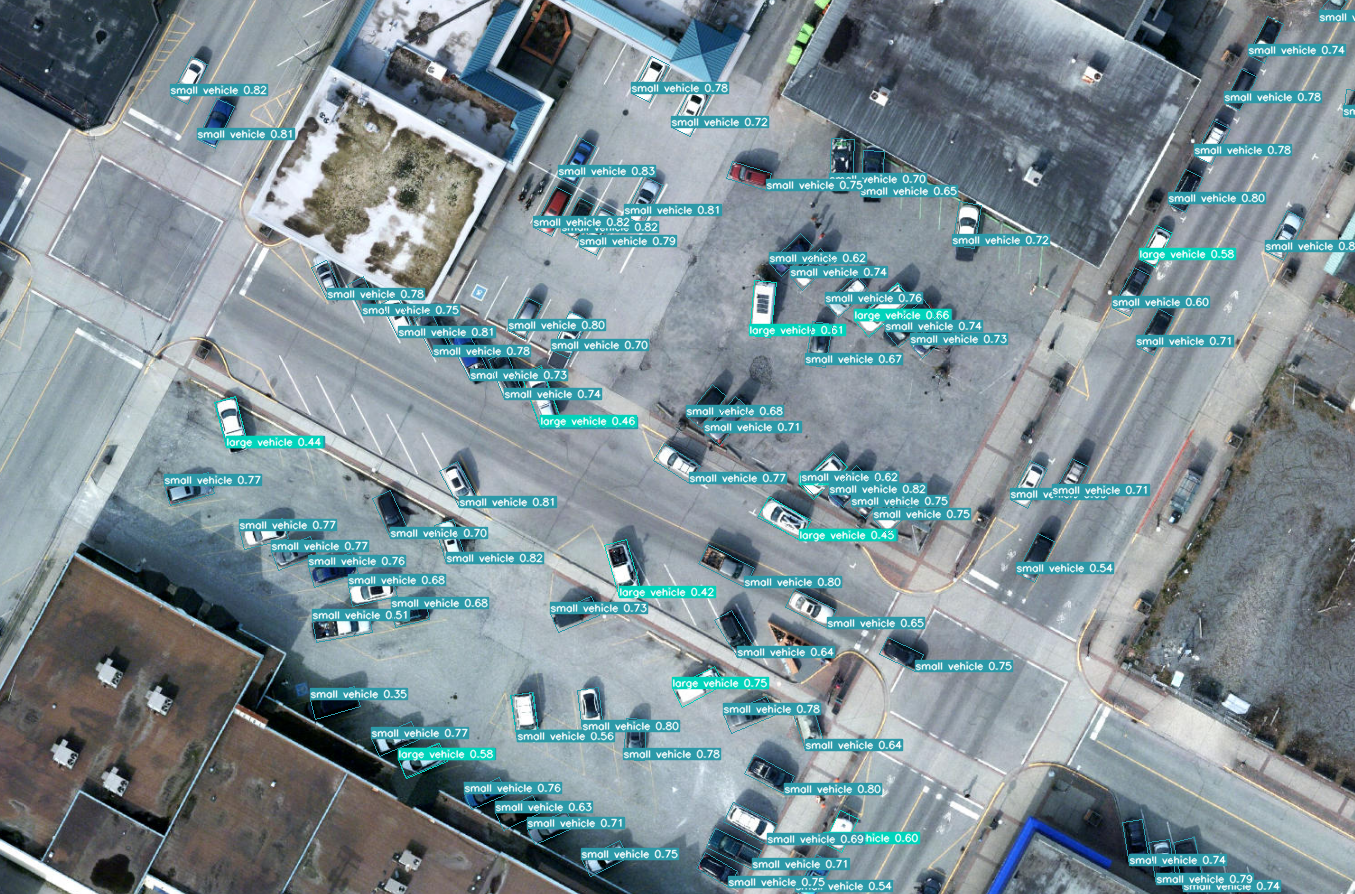 small v
small vehicle 0.74
small vehicle 0.78
small vehicle 0.82
small vehicle 0.78
sm
small vehicle 0.72
small vehicle 0.81
small vehicle 0.78
small vehicle 0.83
small vehicle 0.70
small vehicle 0.75
small vehicle 0.65
small vehicle 0.80
small vehicle 0.81
small vehicle 0.82
small vehicle 0.82
small vehicle 0.79
small vehicle 0.72
small vehicle 0.8
large vehicle 0.58
small vehicle 0.62
small vehicle 0.74
small vehicle 0.78
small vehicle 0.76
small vehicle 0.60
small vehicle 0.75
large vehicle 0.66
small vehicle 0.80
small vehicle 0.74
large vehicle 0.61
small vehicle 0.81
small vehicle 0.73
small vehicle 0.71
small vehicle 0.70
small vehicle 0.78
small vehicle 0.67
small vehicle 0.73
small vehicle 0.74
small vehicle 0.68
large vehicle 0.46
small vehicle 0.71
large vehicle 0.44
small vehicle 0.77
small vehicle 0.62
small vehicle 0.77
small vehicle 0.82
small vehicle 0.71
small ve
small vehicle 0.81
small vehicle 0.75
small vehicle 0.75
small vehicle 0.77
small vehicle 0.70
large vehicle 0.45
small vehicle 0.77
small vehicle 0.82
small vehicle 0.76
small vehicle 0.54
small vehicle 0.68
small vehicle 0.80
large vehicle 0.42
small vehicle 0.68
small vehicle 0.73
small vehicle 0.51
small vehicle 0.65
small vehicle 0.64
small vehicle 0.75
large vehicle 0.75
small vehicle 0.35
small vehicle 0.78
small vehicle 0.80
small vehicle 0.77
small vehicle 0.56
small vehicle 0.64
large vehicle 0.58
small vehicle 0.78
small vehicle 0.76
small vehicle 0.80
small vehicle 0.63
small vehicle 0.71
small vehicle 0.69
hicle 0.60
small vehicle 0.75
small vehicle 0.71
small vehicle 0.74
small vehicle 0.79
small vehicle 0.75
small vehicle 0.54
small vehicle 0.74